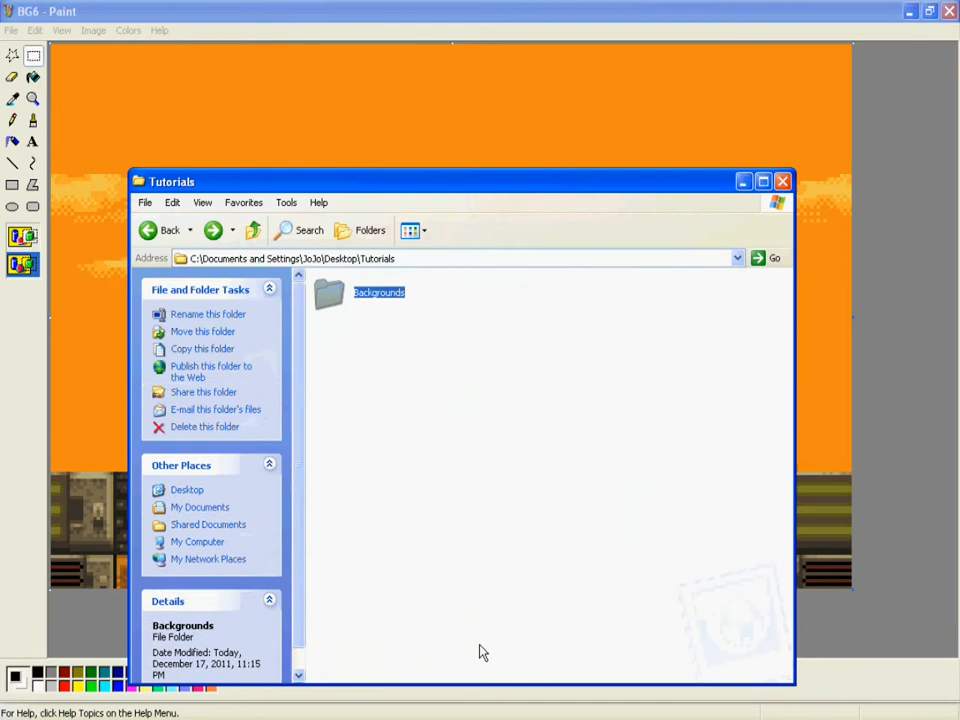 BG6 - Paint
File Edit View Image Colors Help
Tutorials
File Edit View Favorites Tools Help
Back Search Folders
Address C:\Documents and Settings\JoJo\Desktop\Tutorials Go
File and Folder Tasks
Rename this folder
Move this folder
Copy this folder
Publish this folder to
the Web
Share this folder
E-mail this folder's files
Delete this folder
Other Places
Desktop
My Documents
Shared Documents
My Computer
My Network Places
Details
Backgrounds
File Folder
Date Modified: Today,
December 17, 2011, 11:15
PM
Backgrounds
For Help, click Help Topics on the Help Menu.